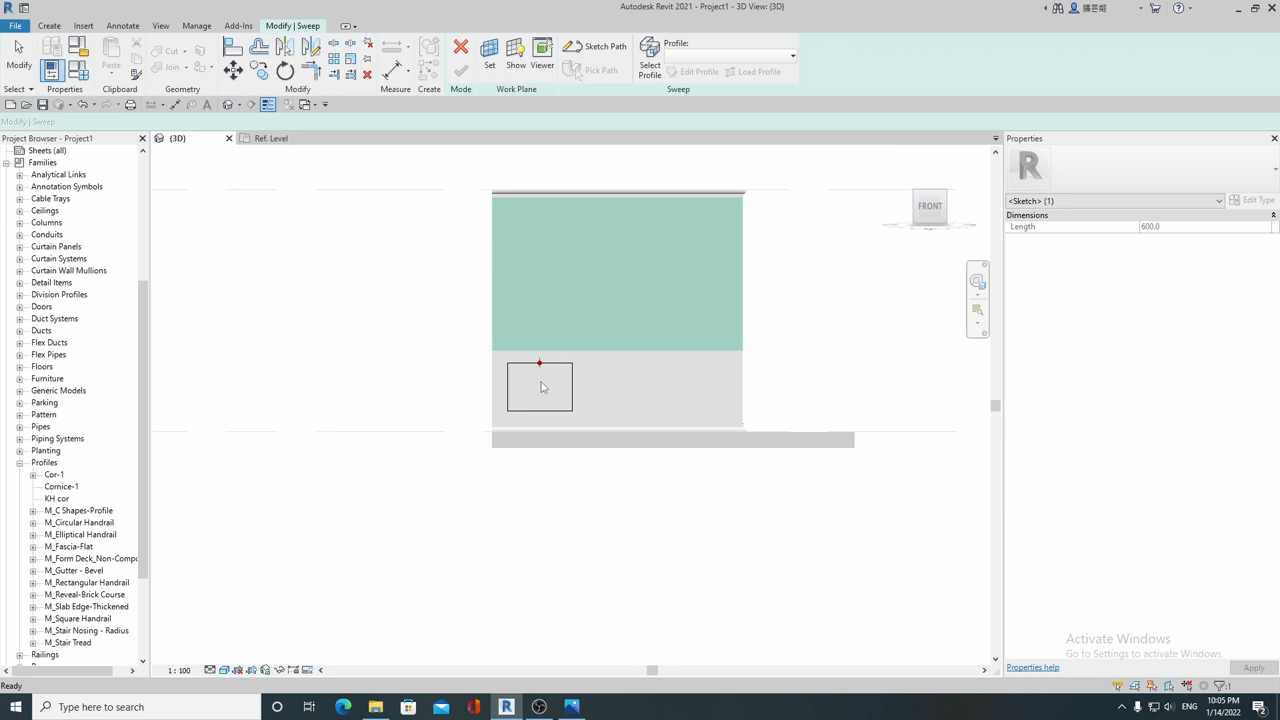 Autodesk Revit 2021 - Project1 - 3D View: {3D}
File Create Insert Annotate View Manage Add-Ins Modify | Sweep
Modify Cut Join Paste Set Show Viewer Sketch Path Pick Path Select Profile Profile: Edit Profile Load Profile
Select Properties Clipboard Geometry Modify Measure Create Mode Work Plane Sweep
Modify | Sweep
Project Browser - Project1
{3D}
Ref. Level
Properties
Sheets (all)
Families
Analytical Links
Annotation Symbols
Cable Trays
Ceilings
Columns
Conduits
Curtain Panels
Curtain Systems
Curtain Wall Mullions
Detail Items
Division Profiles
Doors
Duct Systems
Ducts
Flex Ducts
Flex Pipes
Floors
Furniture
Generic Models
Parking
Pattern
Pipes
Piping Systems
Planting
Profiles
Cor-1
Cornice-1
KH cor
M_C Shapes-Profile
M_Circular Handrail
M_Elliptical Handrail
M_Fascia-Flat
M_Form Deck_Non-Compo
M_Gutter - Bevel
M_Rectangular Handrail
M_Reveal-Brick Course
M_Slab Edge-Thickened
M_Square Handrail
M_Stair Nosing - Radius
M_Stair Tread
Railings
FRONT
<Sketch> (1)
Edit Type
Dimensions
Length 600.0
Activate Windows
Go to Settings to activate Windows.
Properties help
Apply
1 : 100
Ready
:1
Type here to search
ENG
10:05 PM
1/14/2022
2